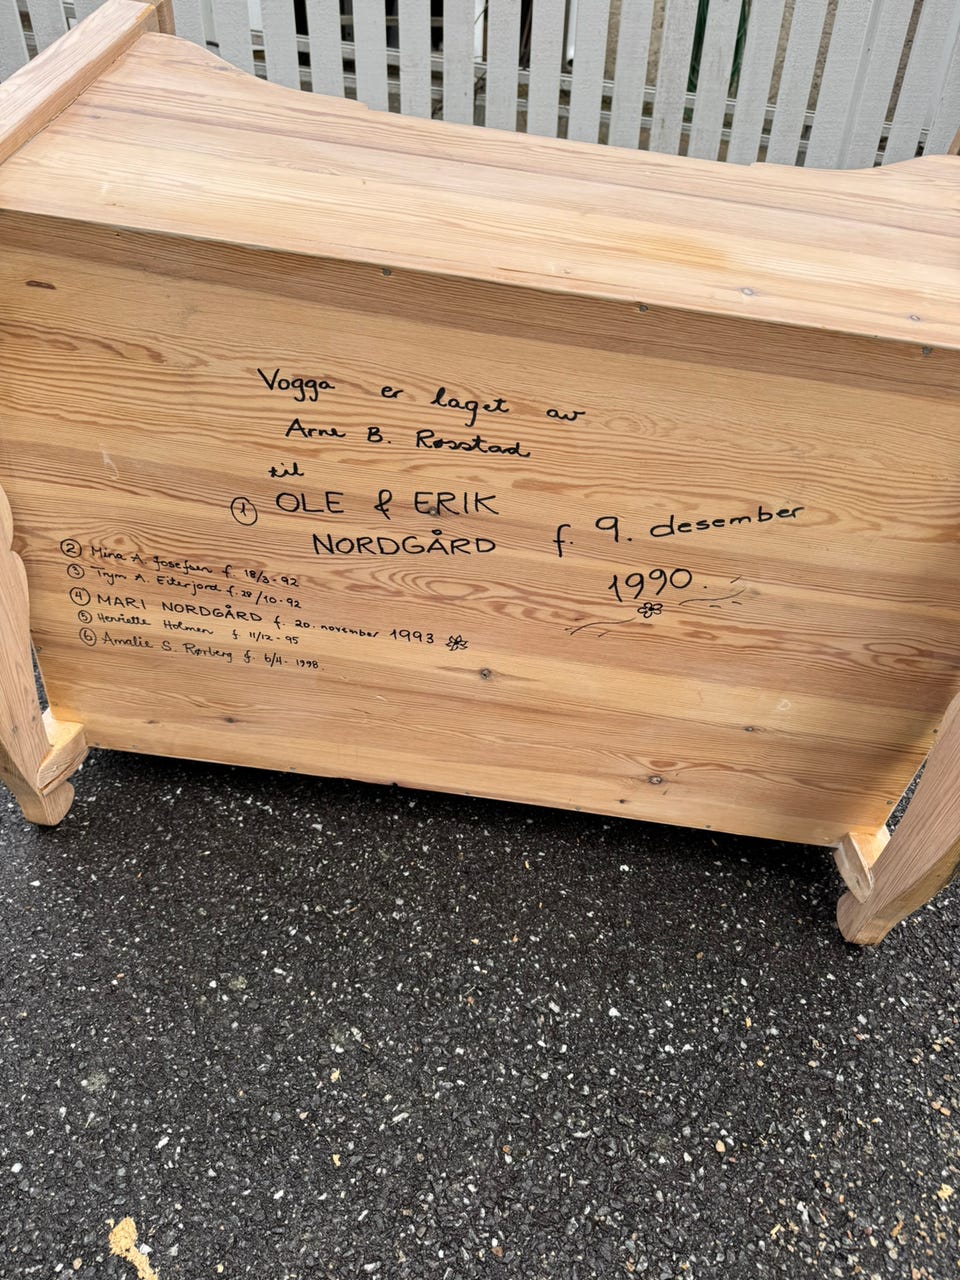 Vogga er laget av
Arne B. Røsstad
til
① OLE & ERIK
NORDGÅRD f. 9. desember
1990.
② Mina A. Josefsen f. 18/3-92
③ Trym A. Eiterjord f. 28/10-92
④ MARI NORDGÅRD f. 20. november 1993
⑤ Henriette Holmen f. 11/12-95
⑥ Amalie S. Rørberg f. 6/4-1998.